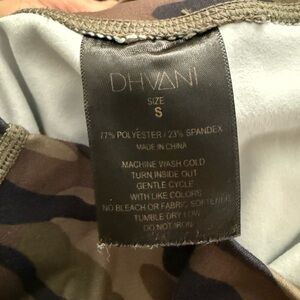 DHVANI
SIZE
S
77% POLYESTER / 23% SPANDEX
MADE IN CHINA
MACHINE WASH COLD
TURN INSIDE OUT
GENTLE CYCLE
WITH LIKE COLORS
NO BLEACH OR FABRIC SOFTENER
TUMBLE DRY LOW
DO NOT IRON